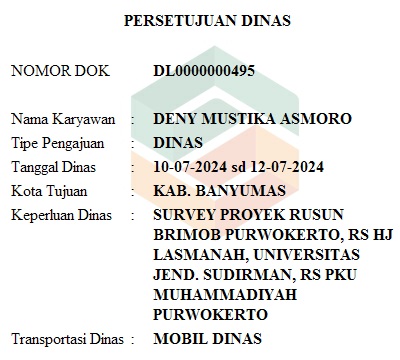 PERSETUJUAN DINAS
NOMOR DOK DL0000000495
Nama Karyawan : DENY MUSTIKA ASMORO
Tipe Pengajuan : DINAS
Tanggal Dinas : 10-07-2024 sd 12-07-2024
Kota Tujuan : KAB. BANYUMAS
Keperluan Dinas : SURVEY PROYEK RUSUN
BRIMOB PURWOKERTO, RS HJ
LASMANAH, UNIVERSITAS
JEND. SUDIRMAN, RS PKU
MUHAMMADIYAH
PURWOKERTO
Transportasi Dinas : MOBIL DINAS